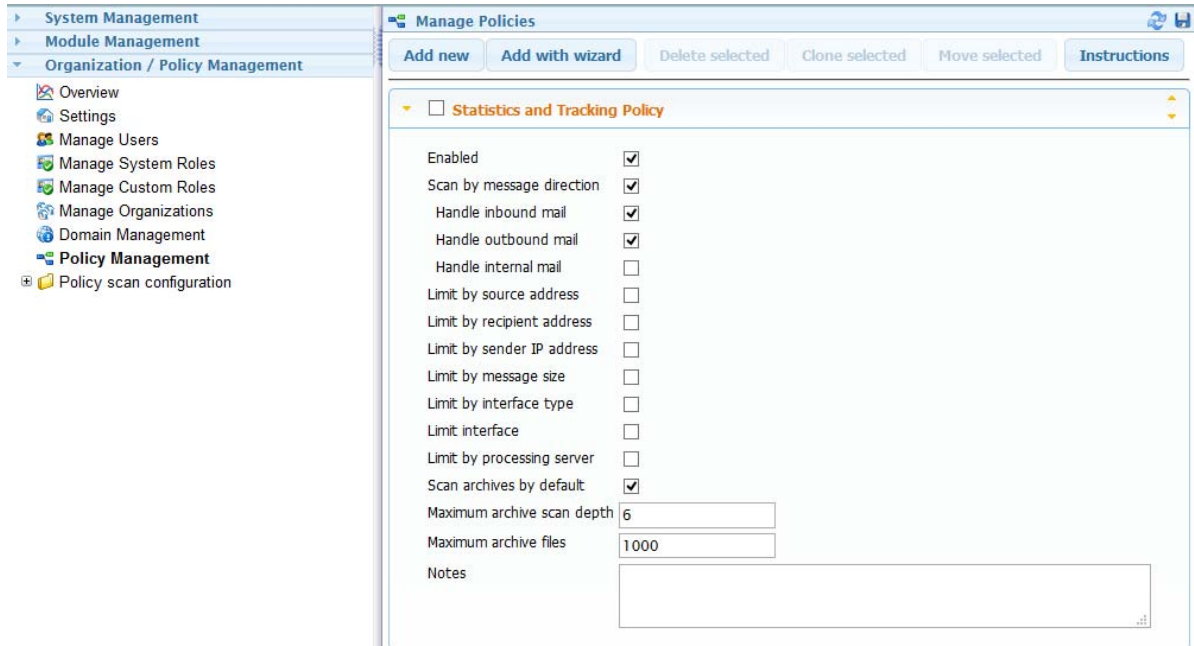 System Management
Module Management
Organization / Policy Management
Overview
Settings
Manage Users
Manage System Roles
Manage Custom Roles
Manage Organizations
Domain Management
Policy Management
Policy scan configuration
Manage Policies
Add new
Add with wizard
Delete selected
Clone selected
Move selected
Instructions
Statistics and Tracking Policy
Enabled
Scan by message direction
Handle inbound mail
Handle outbound mail
Handle internal mail
Limit by source address
Limit by recipient address
Limit by sender IP address
Limit by message size
Limit by interface type
Limit interface
Limit by processing server
Scan archives by default
Maximum archive scan depth 6
Maximum archive files 1000
Notes